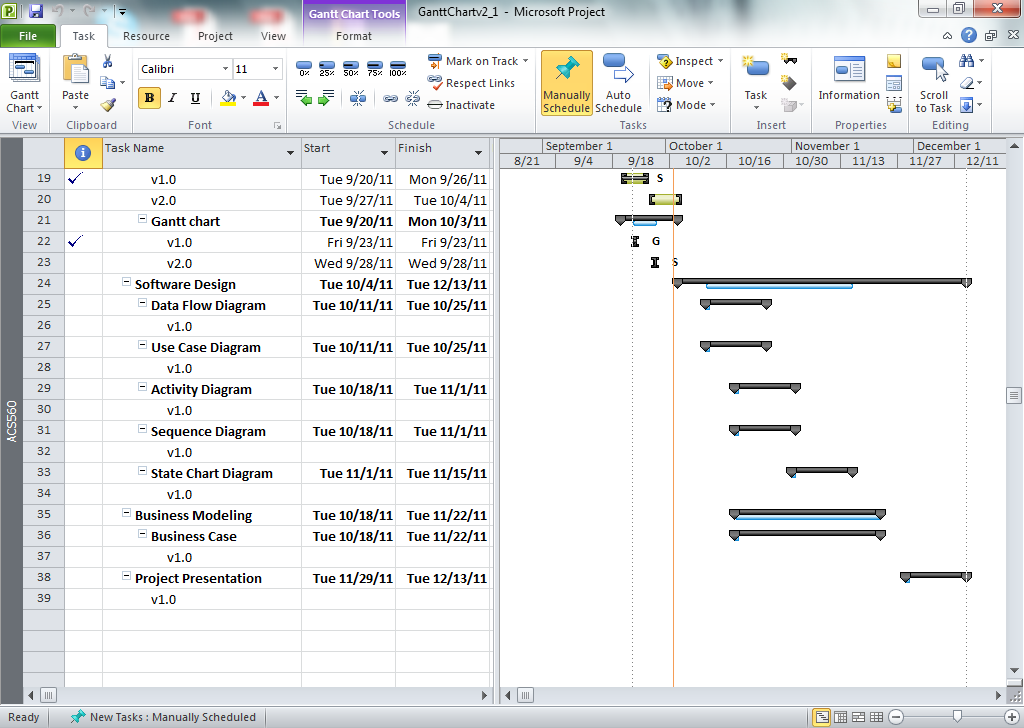 Gantt Chart Tools
GanttChartv2_1 - Microsoft Project
File Task Resource Project View Format
Gantt Chart
View
Paste
Clipboard
Calibri 11
B I U A
Font
0% 25% 50% 75% 100%
Mark on Track
Respect Links
Inactivate
Schedule
Manually Schedule
Auto Schedule
Inspect
Move
Mode
Tasks
Task
Insert
Information
Properties
Scroll to Task
Editing
Task Name Start Finish
September 1 October 1 November 1 December 1
8/21 9/4 9/18 10/2 10/16 10/30 11/13 11/27 12/11
ACS560
19 v1.0 Tue 9/20/11 Mon 9/26/11 S
20 v2.0 Tue 9/27/11 Tue 10/4/11
21 Gantt chart Tue 9/20/11 Mon 10/3/11
22 v1.0 Fri 9/23/11 Fri 9/23/11 G
23 v2.0 Wed 9/28/11 Wed 9/28/11 S
24 Software Design Tue 10/4/11 Tue 12/13/11
25 Data Flow Diagram Tue 10/11/11 Tue 10/25/11
26 v1.0
27 Use Case Diagram Tue 10/11/11 Tue 10/25/11
28 v1.0
29 Activity Diagram Tue 10/18/11 Tue 11/1/11
30 v1.0
31 Sequence Diagram Tue 10/18/11 Tue 11/1/11
32 v1.0
33 State Chart Diagram Tue 11/1/11 Tue 11/15/11
34 v1.0
35 Business Modeling Tue 10/18/11 Tue 11/22/11
36 Business Case Tue 10/18/11 Tue 11/22/11
37 v1.0
38 Project Presentation Tue 11/29/11 Tue 12/13/11
39 v1.0
Ready New Tasks : Manually Scheduled